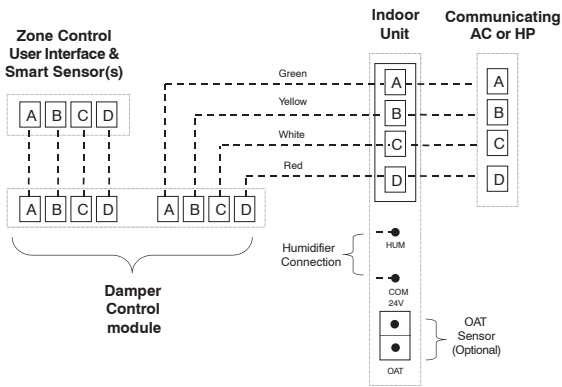 Zone Control
User Interface &
Smart Sensor(s)
A B C D
A B C D
A B C D
Damper
Control
module
Green
Yellow
White
Red
Indoor
Unit
A
B
C
D
Communicating
AC or HP
A
B
C
D
Humidifier
Connection
HUM
COM
24V
OAT
OAT
Sensor
(Optional)